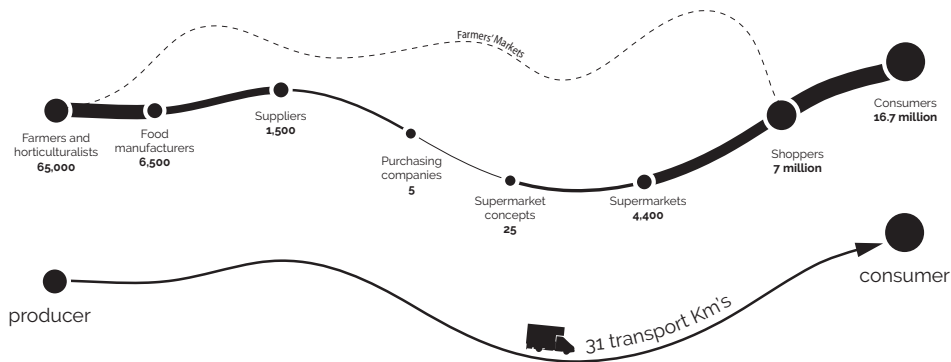 Farmers' Markets
Farmers and
horticulturalists
65,000
Food
manufacturers
6,500
Suppliers
1,500
Purchasing
companies
5
Supermarket
concepts
25
Supermarkets
4,400
Shoppers
7 million
Consumers
16.7 million
producer
31 transport Km's
consumer